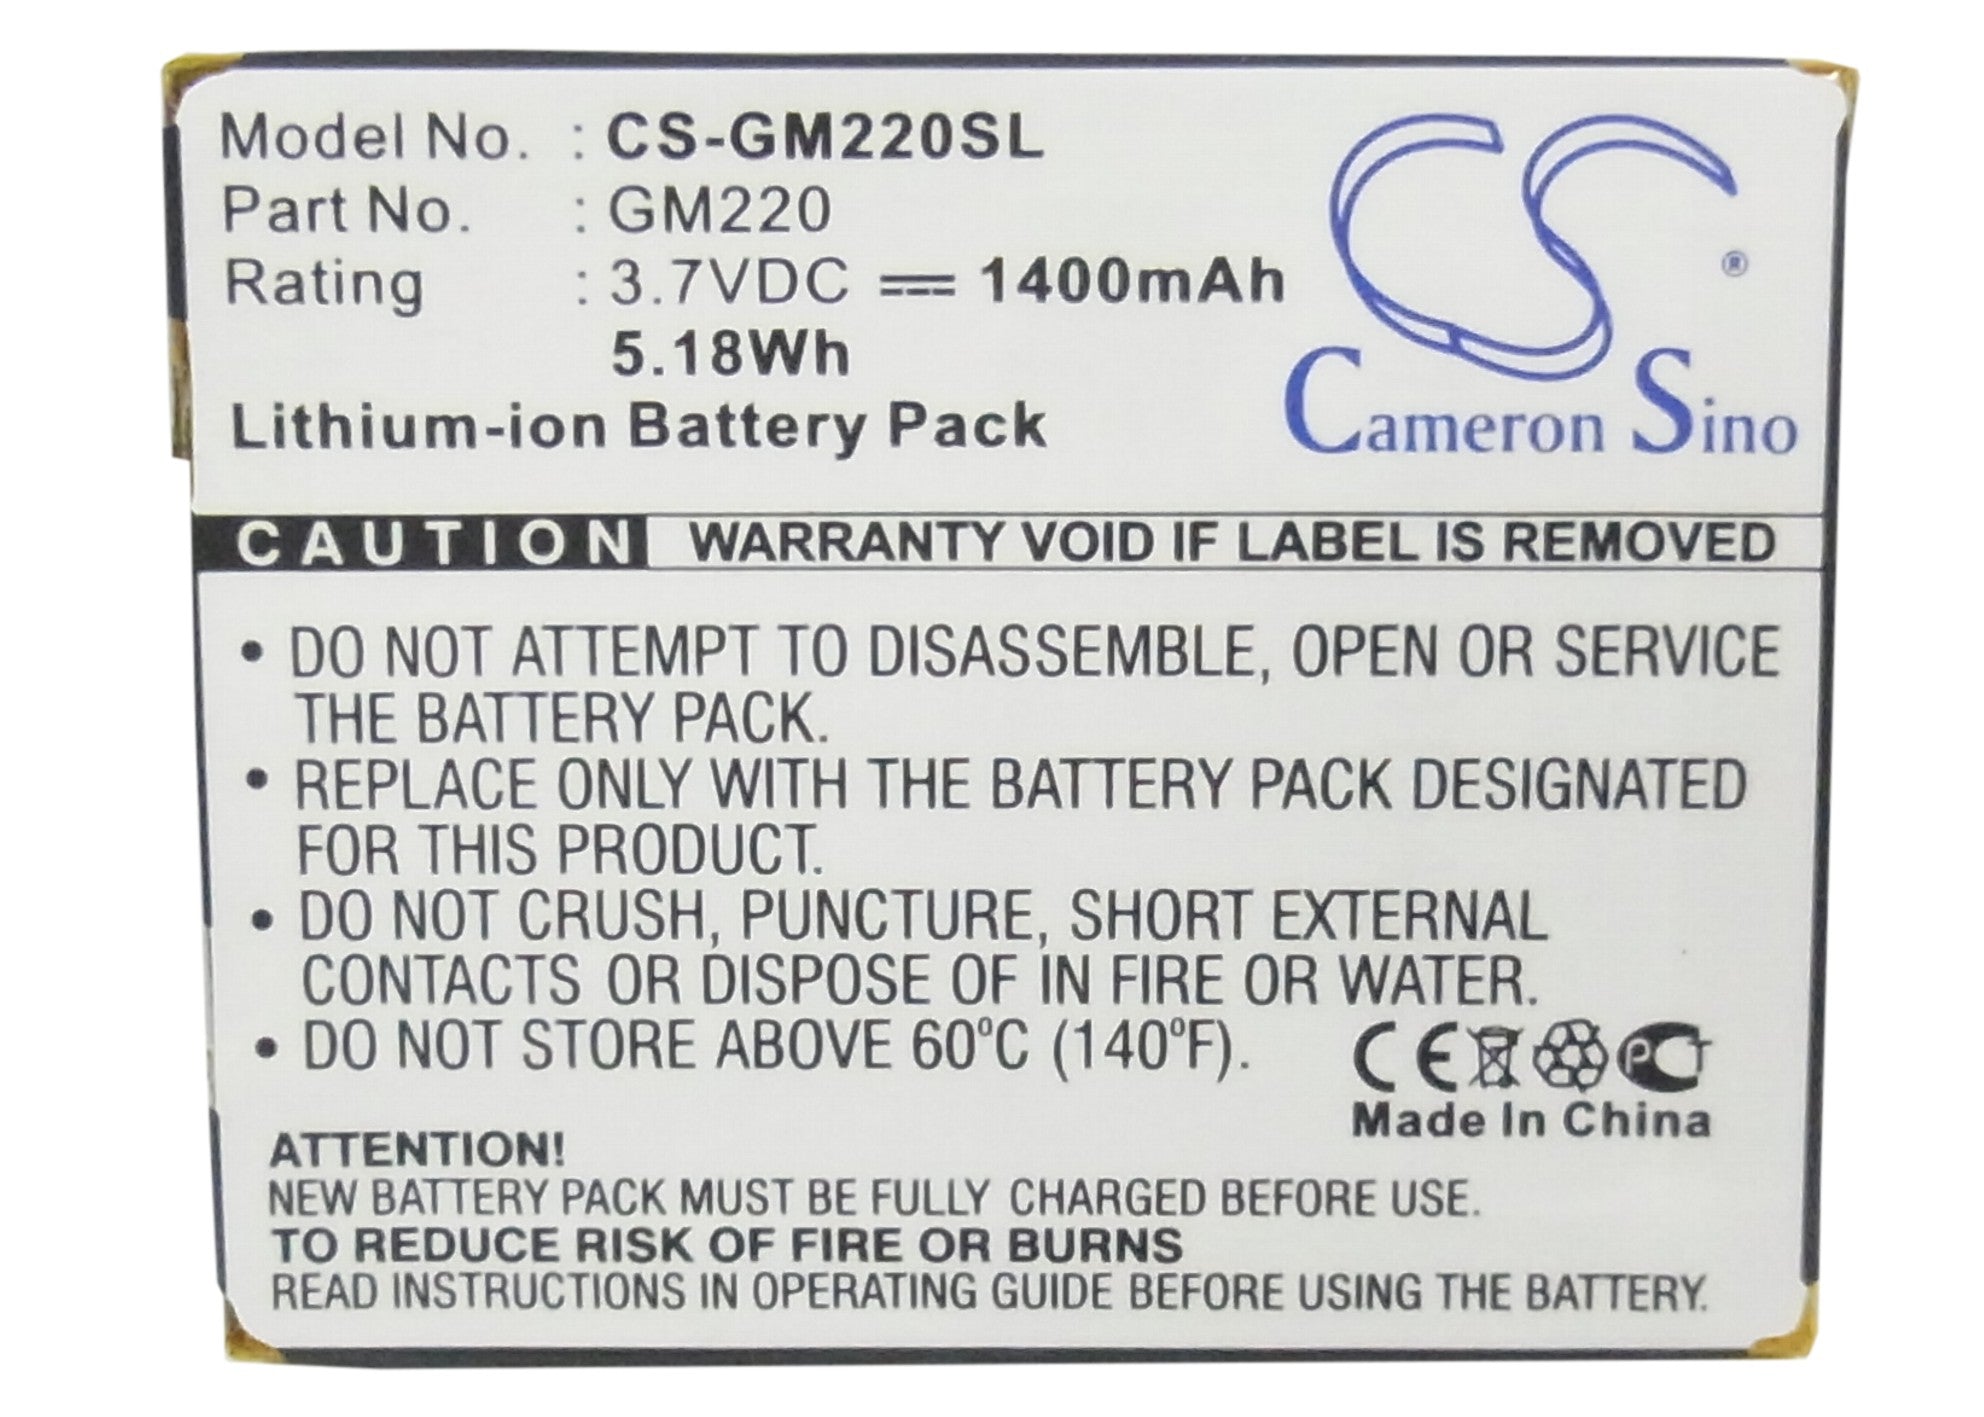 Model No. : CS-GM220SL
Part No. : GM220
Rating : 3.7VDC ⎓ 1400mAh
5.18Wh
Lithium-ion Battery Pack
CS ®
Cameron Sino
CAUTION WARRANTY VOID IF LABEL IS REMOVED
• DO NOT ATTEMPT TO DISASSEMBLE, OPEN OR SERVICE
THE BATTERY PACK.
• REPLACE ONLY WITH THE BATTERY PACK DESIGNATED
FOR THIS PRODUCT.
• DO NOT CRUSH, PUNCTURE, SHORT EXTERNAL
CONTACTS OR DISPOSE OF IN FIRE OR WATER.
• DO NOT STORE ABOVE 60ºC (140ºF).
CE PCT
Made In China
ATTENTION!
NEW BATTERY PACK MUST BE FULLY CHARGED BEFORE USE.
TO REDUCE RISK OF FIRE OR BURNS
READ INSTRUCTIONS IN OPERATING GUIDE BEFORE USING THE BATTERY.